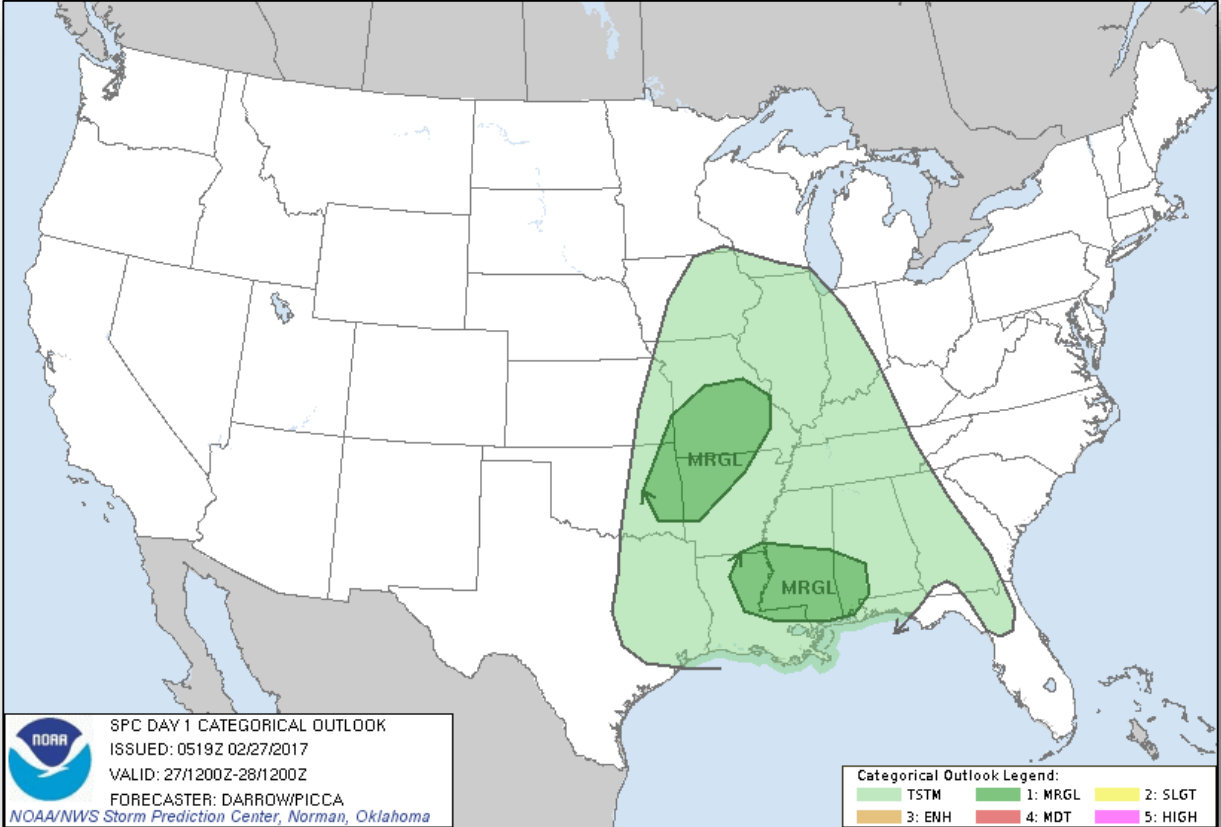 MRGL
MRGL
NOAA
SPC DAY 1 CATEGORICAL OUTLOOK
ISSUED: 0519Z 02/27/2017
VALID: 27/1200Z-28/1200Z
FORECASTER: DARROW/PICCA
NOAA/NWS Storm Prediction Center, Norman, Oklahoma
Categorical Outlook Legend:
TSTM 1: MRGL 2: SLGT
3: ENH 4: MDT 5: HIGH